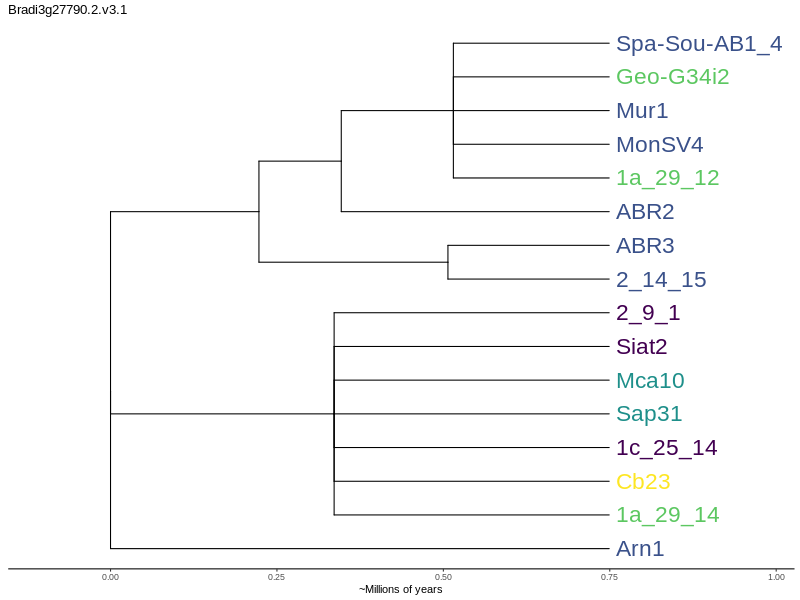 Bradi3g27790.2.v3.1
Spa-Sou-AB1_4
Geo-G34i2
Mur1
MonSV4
1a_29_12
ABR2
ABR3
2_14_15
2_9_1
Siat2
Mca10
Sap31
1c_25_14
Cb23
1a_29_14
Arn1
0.00 0.25 0.50 0.75 1.00
~Millions of years